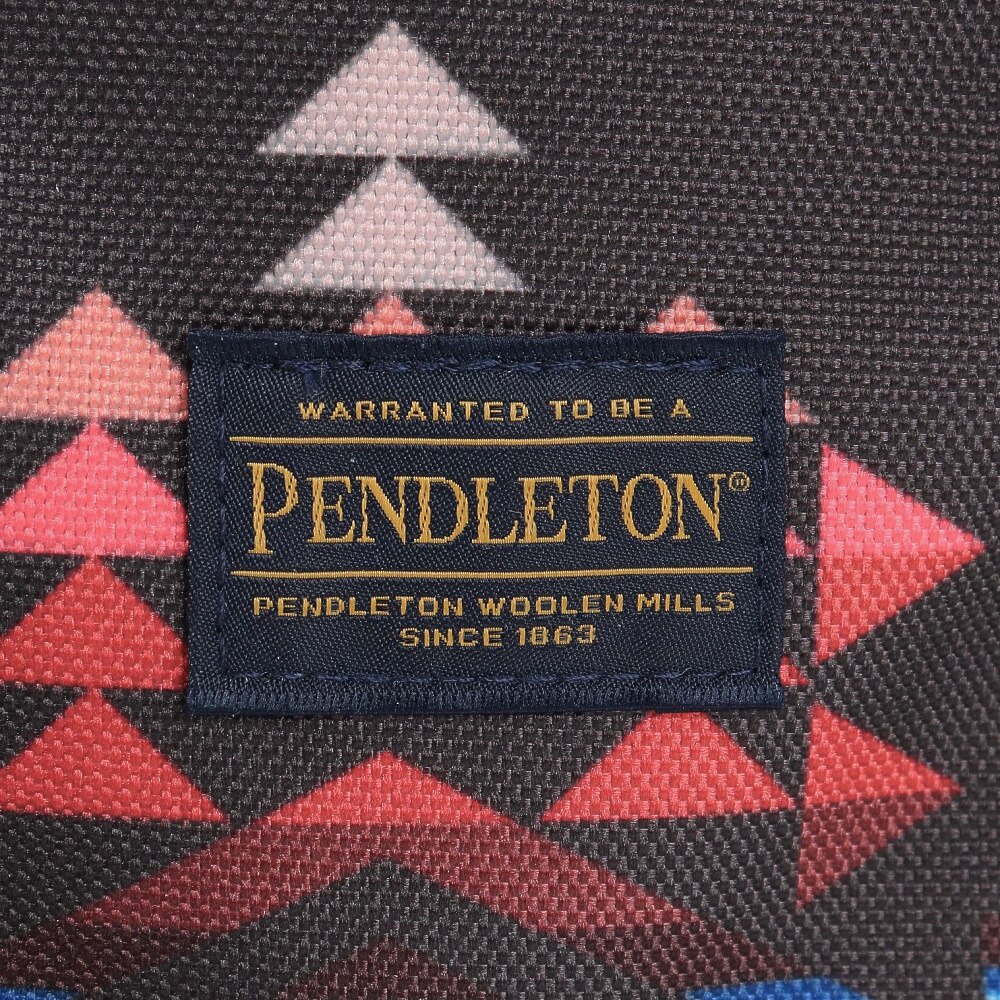 WARRANTED TO BE A
PENDLETON®
PENDLETON WOOLEN MILLS
SINCE 1863